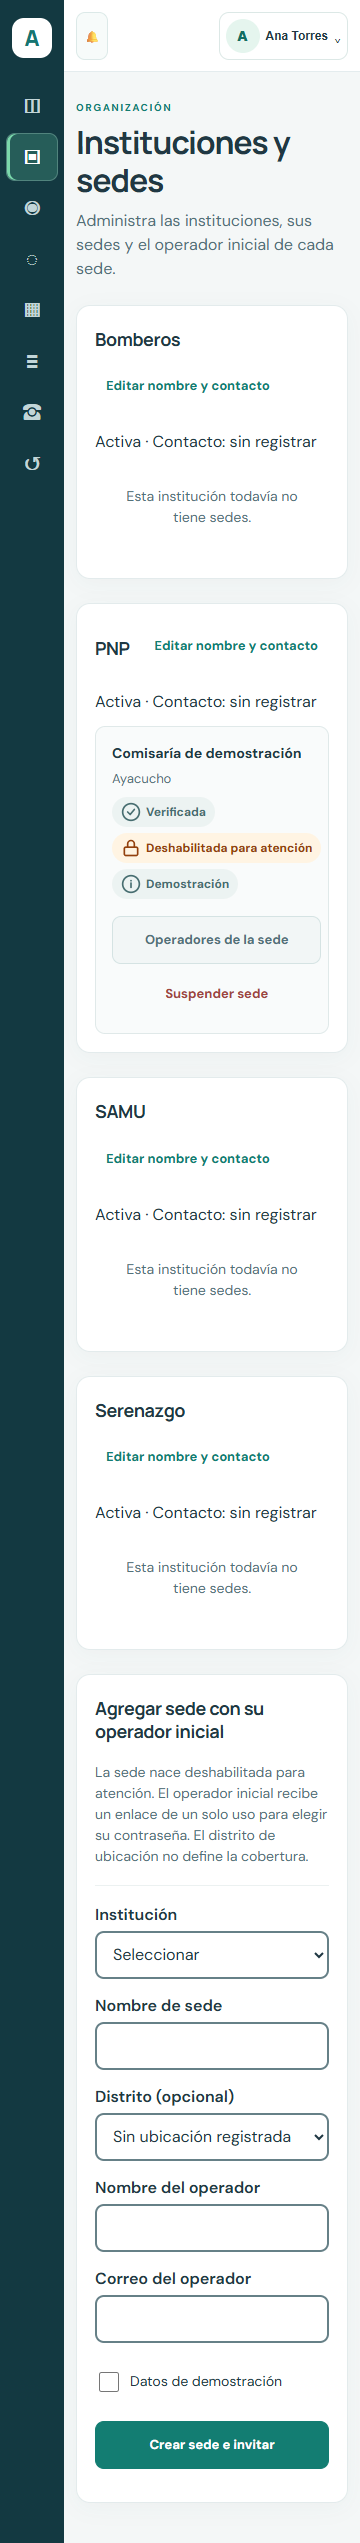 A
A
Ana Torres
ORGANIZACIÓN
Instituciones y
sedes
Administra las instituciones, sus
sedes y el operador inicial de cada
sede.
Bomberos
Editar nombre y contacto
Activa · Contacto: sin registrar
Esta institución todavía no
tiene sedes.
PNP
Editar nombre y contacto
Activa · Contacto: sin registrar
Comisaría de demostración
Ayacucho
Verificada
Deshabilitada para atención
Demostración
Operadores de la sede
Suspender sede
SAMU
Editar nombre y contacto
Activa · Contacto: sin registrar
Esta institución todavía no
tiene sedes.
Serenazgo
Editar nombre y contacto
Activa · Contacto: sin registrar
Esta institución todavía no
tiene sedes.
Agregar sede con su
operador inicial
La sede nace deshabilitada para
atención. El operador inicial recibe
un enlace de un solo uso para elegir
su contraseña. El distrito de
ubicación no define la cobertura.
Institución
Seleccionar
Nombre de sede
Distrito (opcional)
Sin ubicación registrada
Nombre del operador
Correo del operador
Datos de demostración
Crear sede e invitar